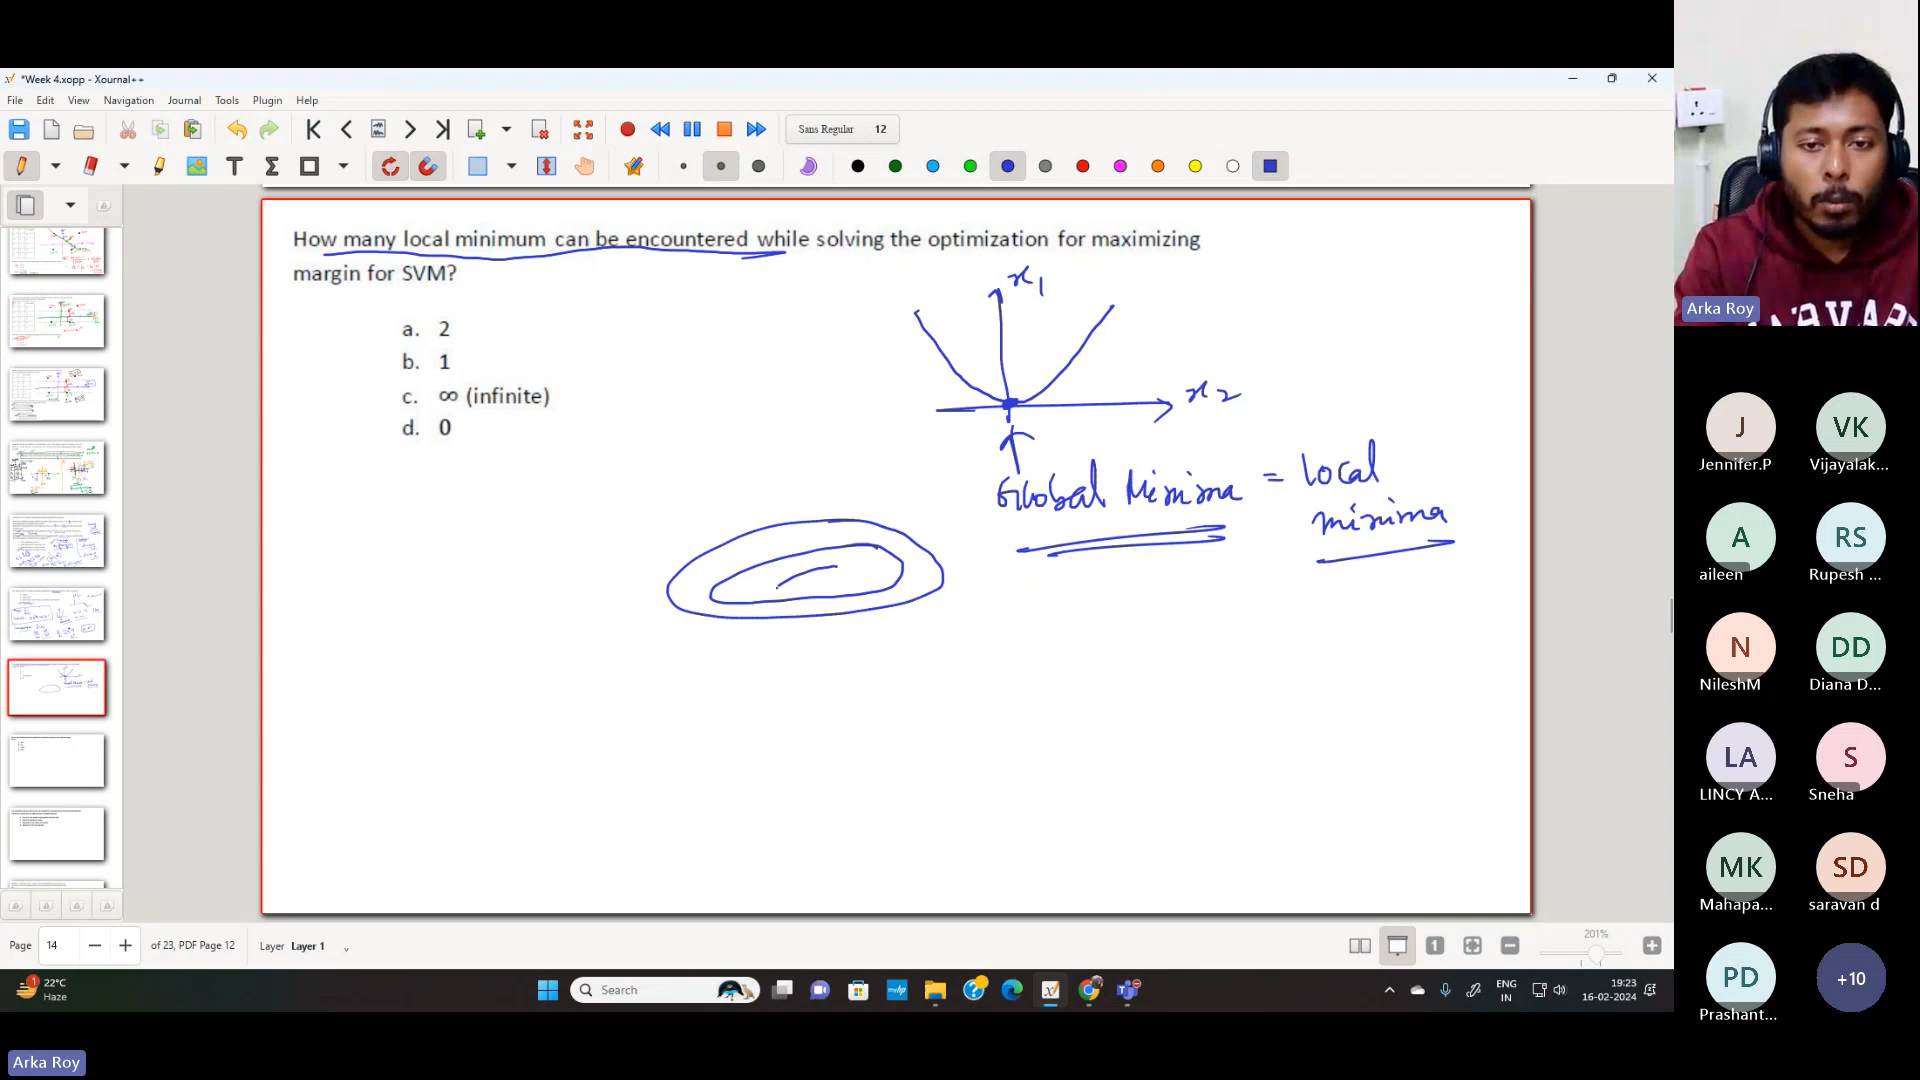 *Week 4.xopp - Xournal++
File Edit View Navigation Journal Tools Plugin Help
Sans Regular 12
How many local minimum can be encountered while solving the optimization for maximizing
margin for SVM?
a. 2
b. 1
c. ∞ (infinite)
d. 0
x1
x2
Global Minima = local
minima
Page 14 of 23, PDF Page 12 Layer Layer 1
201%
1
22°C
Haze
Search
ENG
IN
19:23
16-02-2024
Arka Roy
Arka Roy
HARVARD
J VK
Jennifer.P Vijayalak...
A RS
aileen Rupesh ...
N DD
NileshM Diana D...
LA S
LINCY A... Sneha
MK SD
Mahapa... saravan d
PD +10
Prashant...